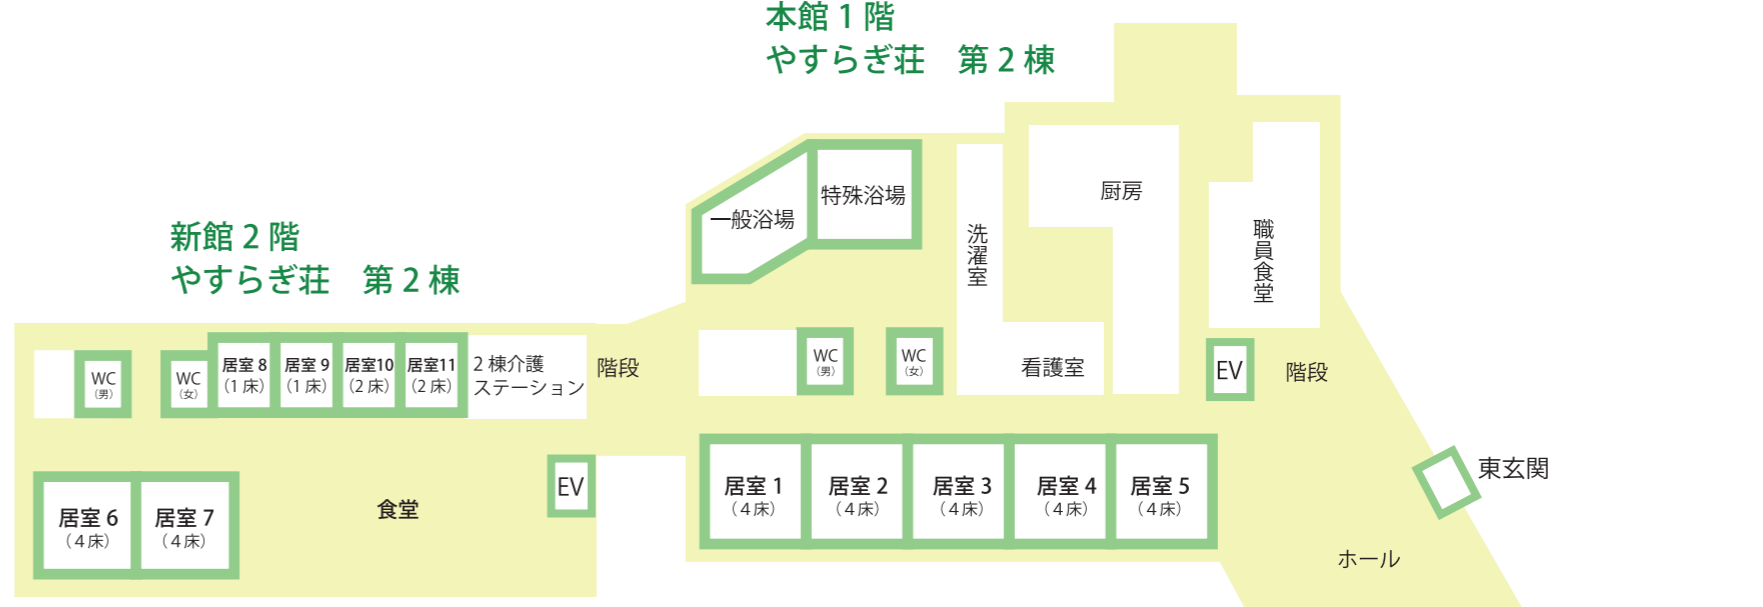 本館 1 階
やすらぎ荘　第 2 棟
新館 2 階
やすらぎ荘　第 2 棟
一般浴場
特殊浴場
洗濯室
厨房
職員食堂
看護室
WC
（男）
WC
（女）
EV
階段
東玄関
ホール
居室 1
（４床）
居室 2
（４床）
居室 3
（４床）
居室 4
（４床）
居室 5
（４床）
WC
（男）
WC
（女）
居室 8
（1 床）
居室 9
（1 床）
居室10
（2 床）
居室11
（2 床）
2 棟介護
ステーション
階段
居室 6
（４床）
居室 7
（４床）
食堂
EV